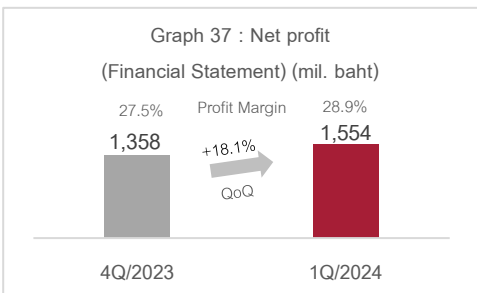 Graph 37 : Net profit
(Financial Statement) (mil. baht)
27.5% Profit Margin 28.9%
1,358 1,554
+18.1%
QoQ
4Q/2023 1Q/2024